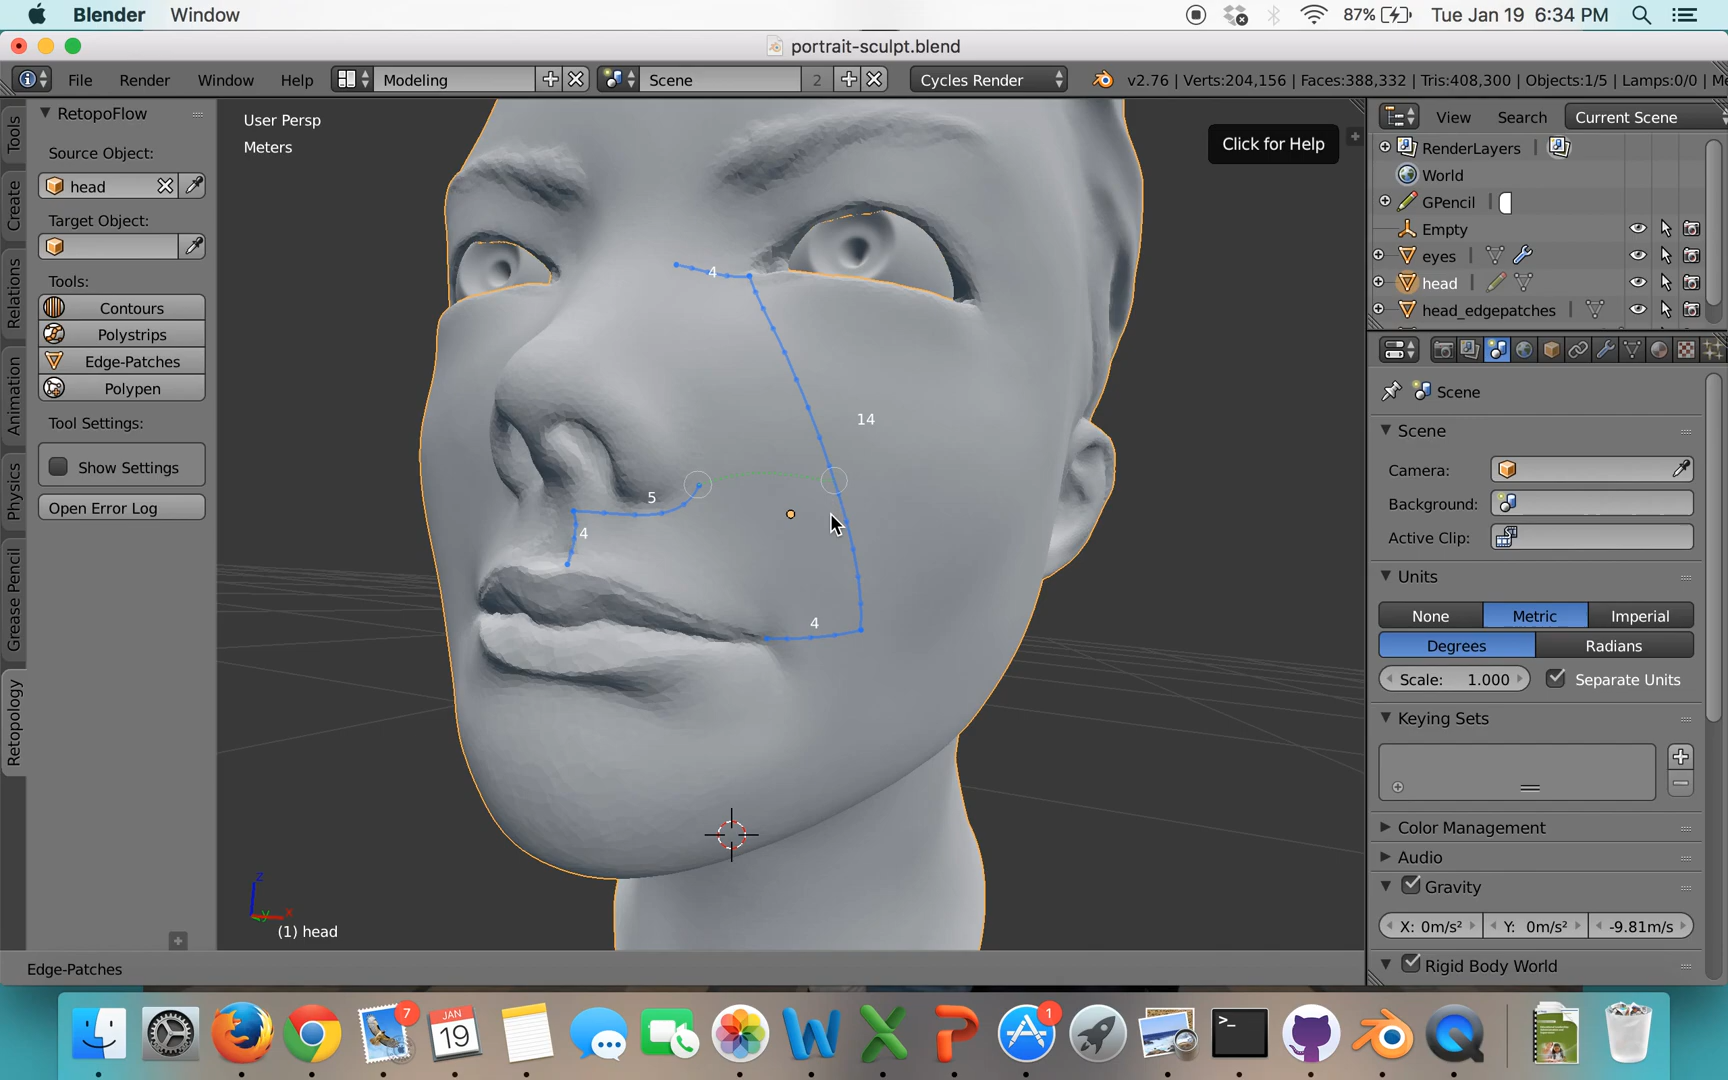 Blender Window 87% Tue Jan 19 6:34 PM
portrait-sculpt.blend
File Render Window Help Modeling Scene 2 Cycles Render v2.76 | Verts:204,156 | Faces:388,332 | Tris:408,300 | Objects:1/5 | Lamps:0/0 |
Tools
Create
Relations
Animation
Physics
Grease Pencil
Retopology
RetopoFlow
Source Object:
head
Target Object:
Tools:
Contours
Polystrips
Edge-Patches
Polypen
Tool Settings:
Show Settings
Open Error Log
User Persp
Meters
Click for Help
4
14
5
4
4
z
y x
(1) head
Edge-Patches
View Search Current Scene
RenderLayers
World
GPencil
Empty
eyes
head
head_edgepatches
Scene
Scene
Camera:
Background:
Active Clip:
Units
None Metric Imperial
Degrees Radians
Scale: 1.000 Separate Units
Keying Sets
Color Management
Audio
Gravity
X: 0m/s² Y: 0m/s² -9.81m/s
Rigid Body World
7
JAN
19
W X P
1
>_